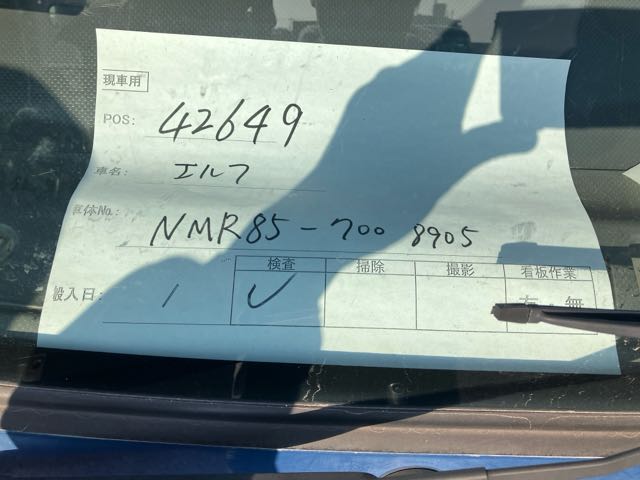 現車用
POS: 42649
車名: エルフ
車体No.: NMR85-700 8905
検査 掃除 撮影 看板作業
搬入日: 1 ✓ 有・無